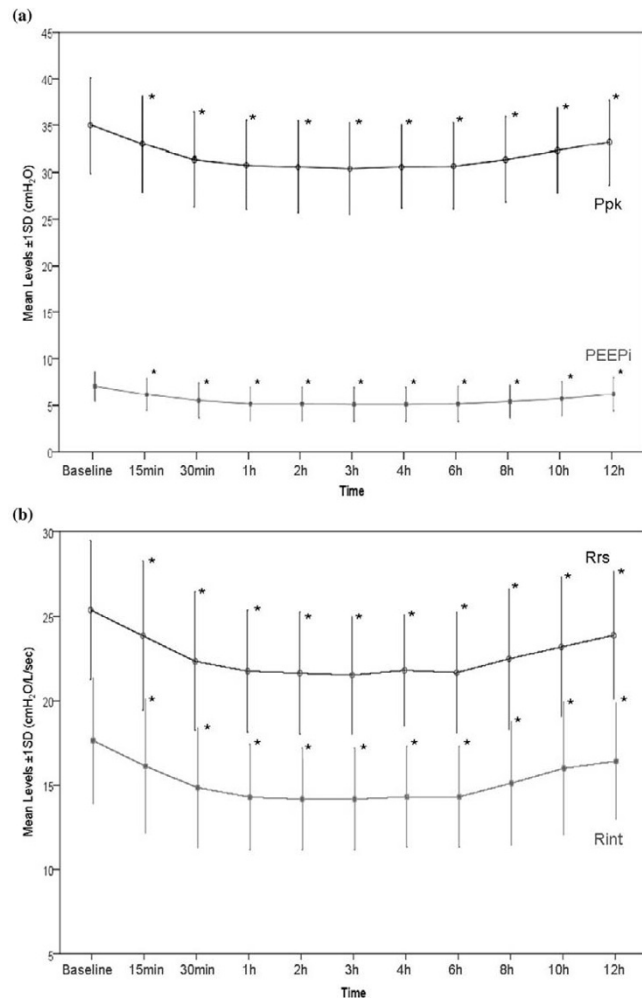 (a)
45
40
35
30
25
20
15
10
5
0
Mean Levels ±1SD (cmH₂O)
* * * * * * * * * *
Ppk
PEEPi
* * * * * * * * * *
Baseline 15min 30min 1h 2h 3h 4h 6h 8h 10h 12h
Time
(b)
30
25
20
15
10
5
Mean Levels ±1SD (cmH₂O/L/sec)
Rrs
* * * * * * * * * *
* * * * * * * * * *
Rint
Baseline 15min 30min 1h 2h 3h 4h 6h 8h 10h 12h
Time